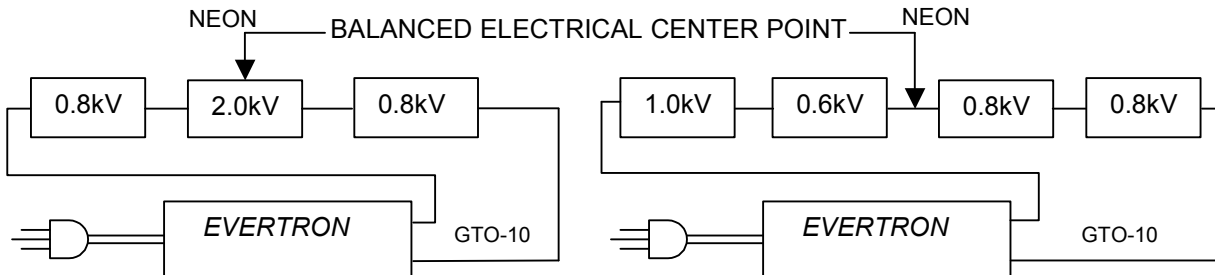 NEON BALANCED ELECTRICAL CENTER POINT NEON
0.8kV 2.0kV 0.8kV 1.0kV 0.6kV 0.8kV 0.8kV
EVERTRON GTO-10 EVERTRON GTO-10